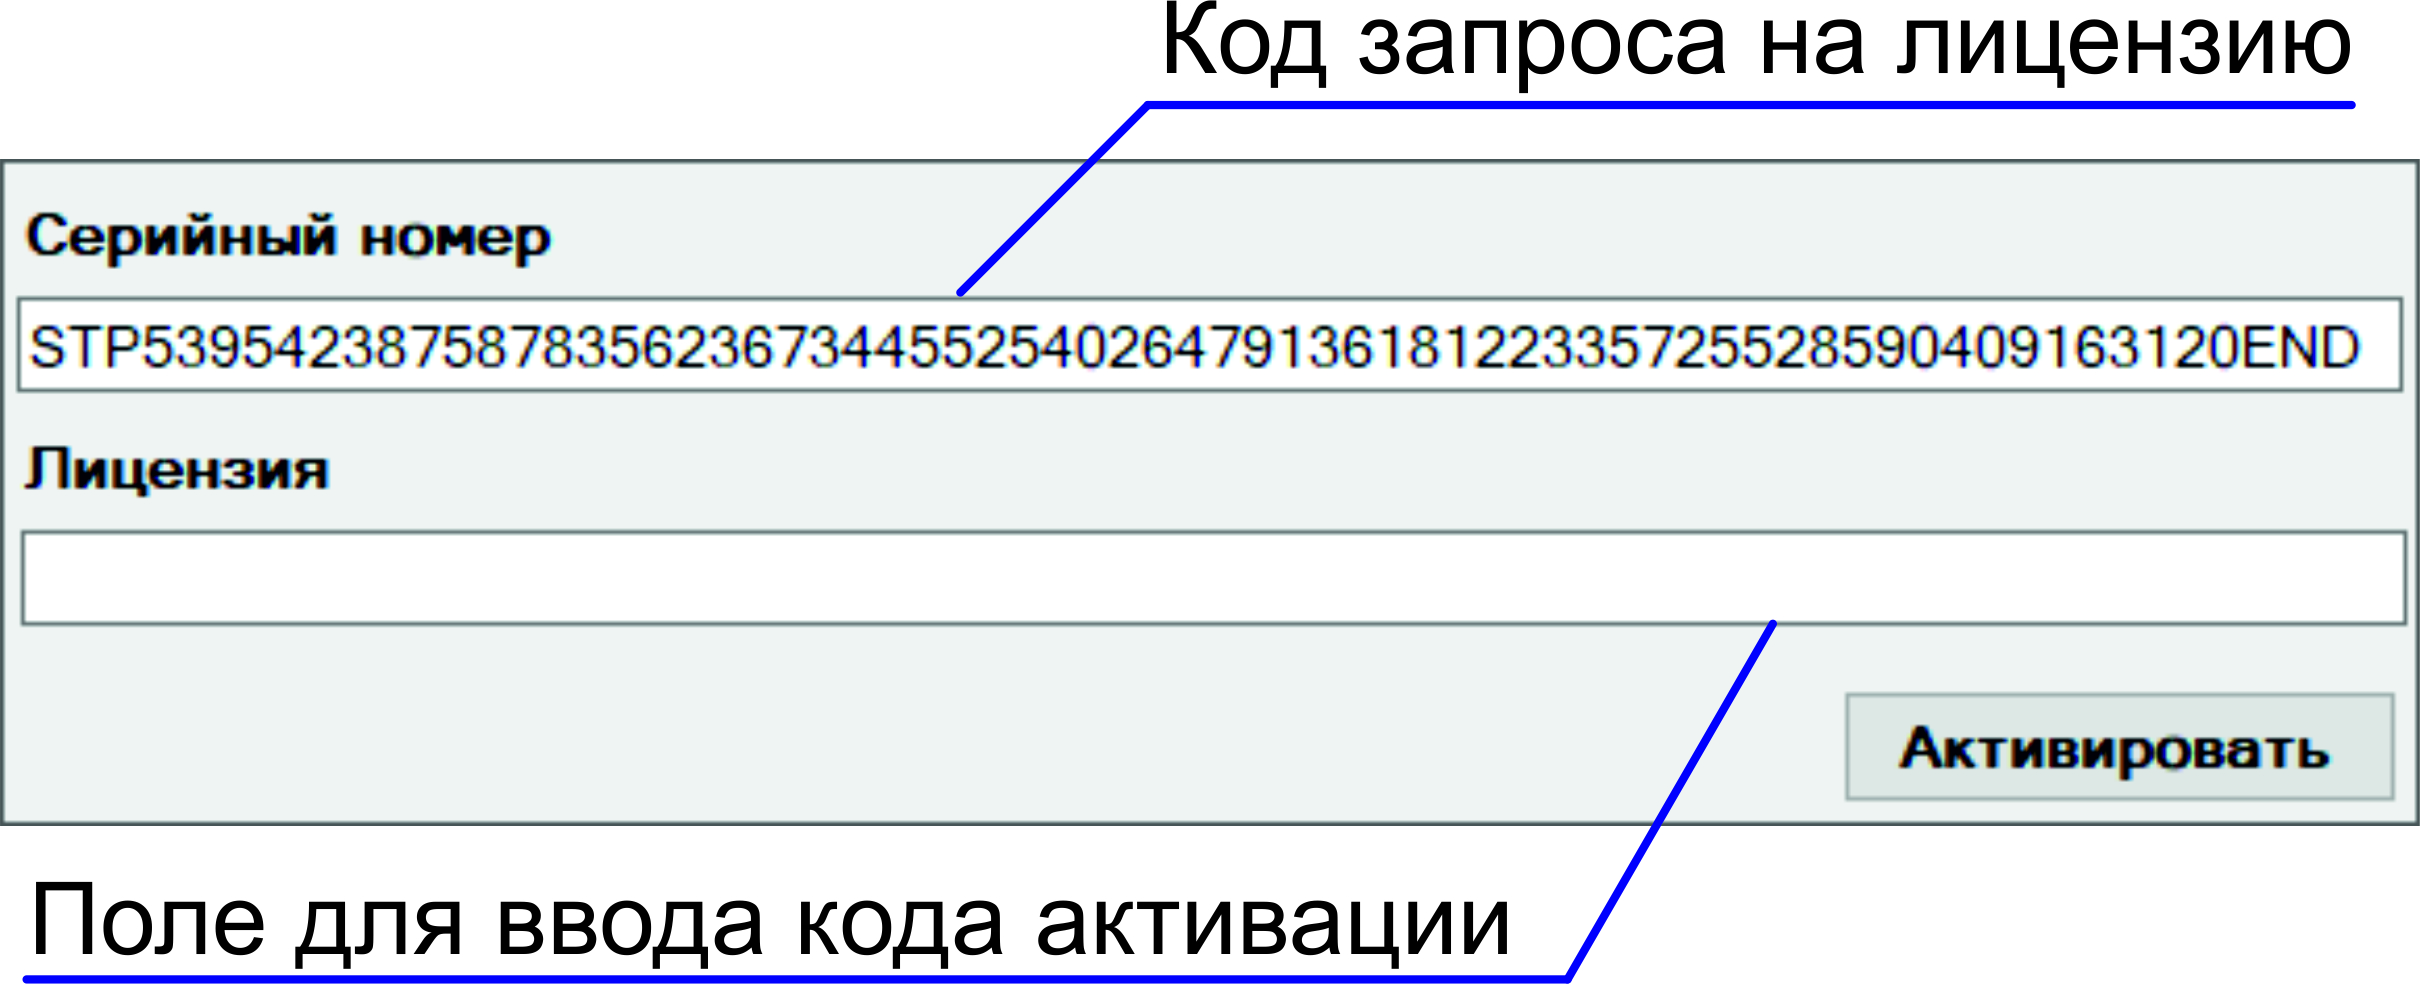 Код запроса на лицензию
Серийный номер
STP539542387587835623673445525402647913618122335725528590409163120END
Лицензия
Активировать
Поле для ввода кода активации